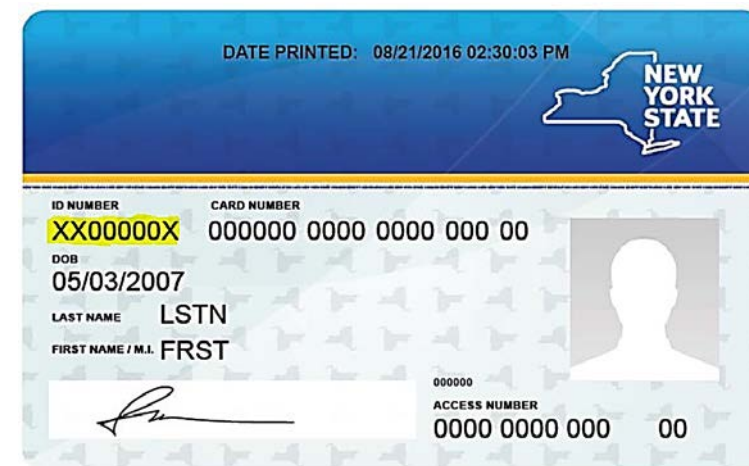 DATE PRINTED: 08/21/2016 02:30:03 PM
NEW
YORK
STATE
ID NUMBER CARD NUMBER
XX00000X 000000 0000 0000 000 00
DOB
05/03/2007
LAST NAME LSTN
FIRST NAME / M.I. FRST
000000
ACCESS NUMBER
0000 0000 000 00